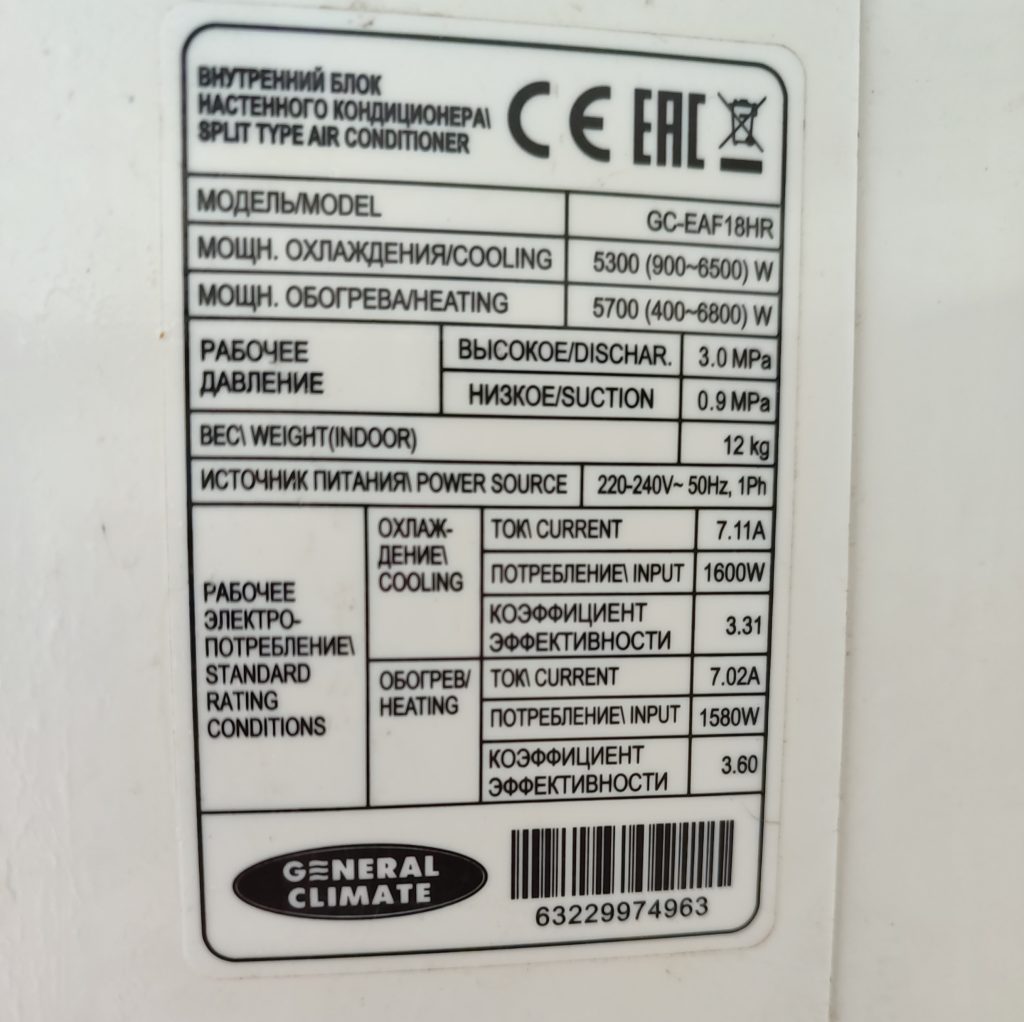 ВНУТРЕННИЙ БЛОК
НАСТЕННОГО КОНДИЦИОНЕРА\
SPLIT TYPE AIR CONDITIONER
CE EAC
МОДЕЛЬ/MODEL GC-EAF18HR
МОЩН. ОХЛАЖДЕНИЯ/COOLING 5300 (900~6500) W
МОЩН. ОБОГРЕВА/HEATING 5700 (400~6800) W
РАБОЧЕЕ
ДАВЛЕНИЕ
ВЫСОКОЕ/DISCHAR. 3.0 MPa
НИЗКОЕ/SUCTION 0.9 MPa
ВЕС\ WEIGHT(INDOOR) 12 kg
ИСТОЧНИК ПИТАНИЯ\ POWER SOURCE 220-240V~ 50Hz, 1Ph
РАБОЧЕЕ
ЭЛЕКТРО-
ПОТРЕБЛЕНИЕ\
STANDARD
RATING
CONDITIONS
ОХЛАЖ-
ДЕНИЕ\
COOLING
ТОК\ CURRENT 7.11A
ПОТРЕБЛЕНИЕ\ INPUT 1600W
КОЭФФИЦИЕНТ
ЭФФЕКТИВНОСТИ 3.31
ОБОГРЕВ/
HEATING
ТОК\ CURRENT 7.02A
ПОТРЕБЛЕНИЕ\ INPUT 1580W
КОЭФФИЦИЕНТ
ЭФФЕКТИВНОСТИ 3.60
GENERAL
CLIMATE
63229974963